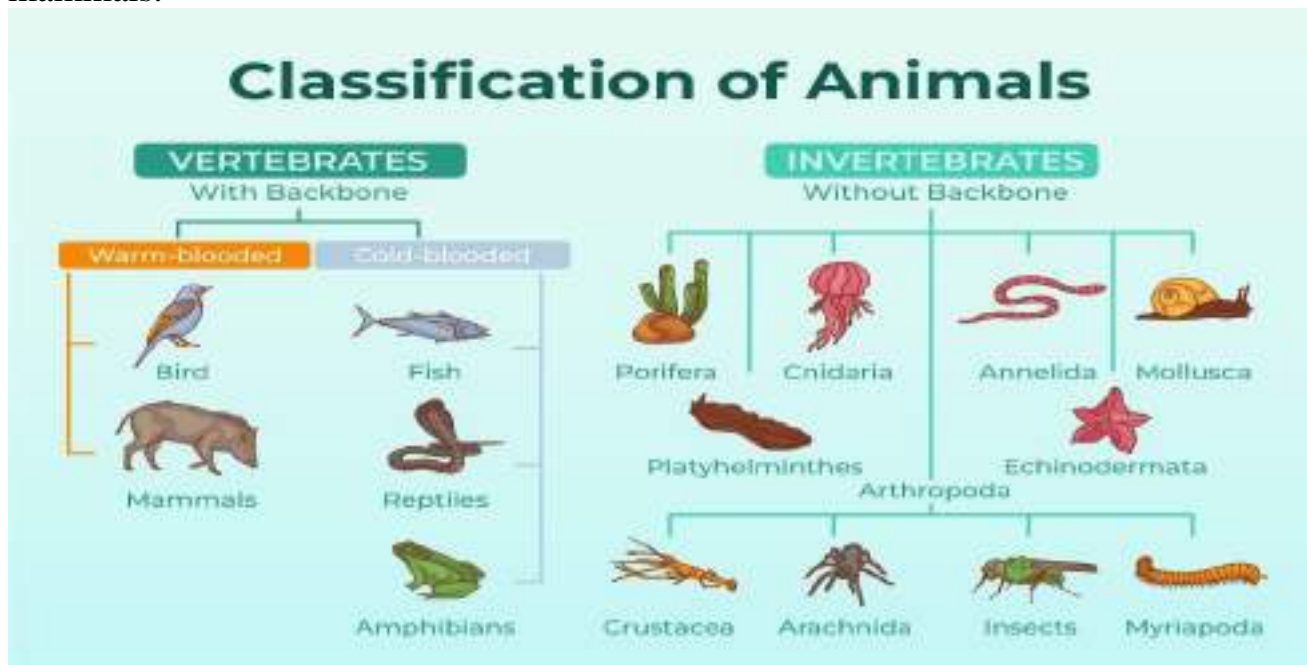 mammals.
Classification of Animals
VERTEBRATES
With Backbone
Warm-blooded
Cold-blooded
Bird
Fish
Mammals
Reptiles
Amphibians
INVERTEBRATES
Without Backbone
Porifera
Cnidaria
Annelida
Mollusca
Platyhelminthes
Echinodermata
Arthropoda
Crustacea
Arachnida
Insects
Myriapoda